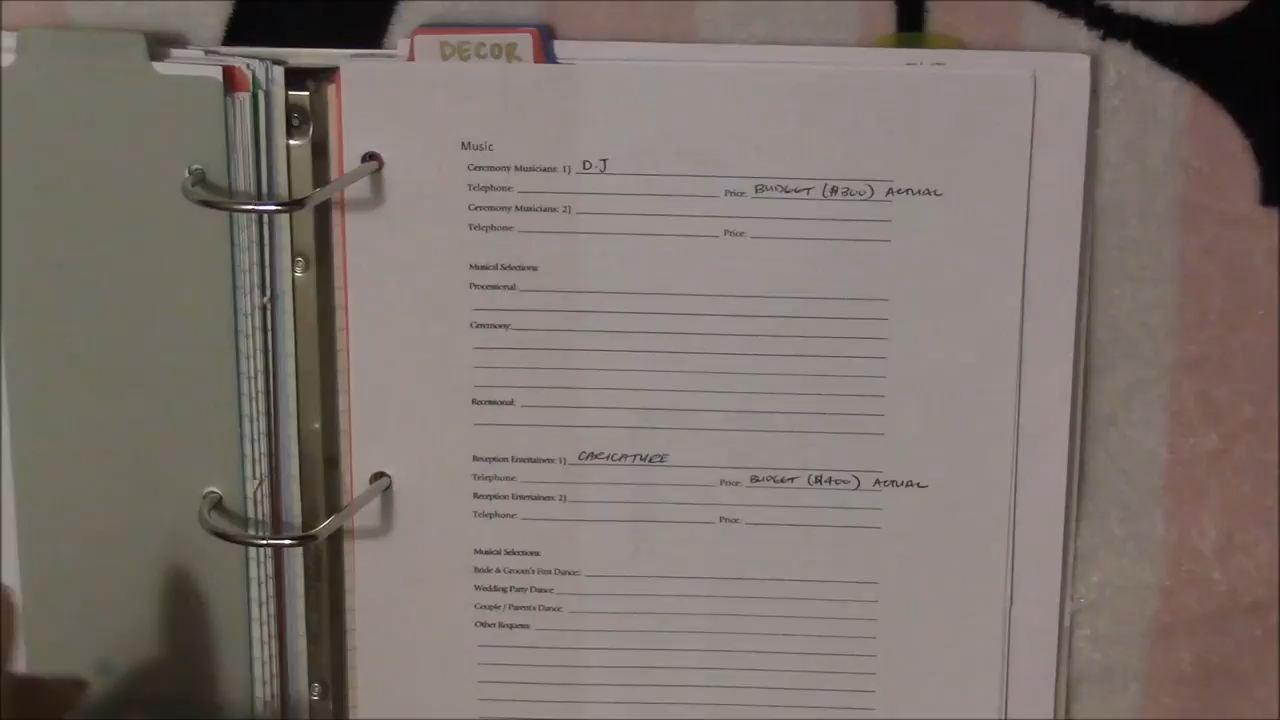 DECOR
Music
Ceremony Musicians: 1) D.J
Telephone: Price: BUDGET ($300) ACTUAL
Ceremony Musicians: 2)
Telephone: Price:
Musical Selections:
Processional:
Ceremony:
Recessional:
Reception Entertainers: 1) CARICATURE
Telephone: Price: BUDGET ($400) ACTUAL
Reception Entertainers: 2)
Telephone: Price:
Musical Selections:
Bride & Groom's First Dance:
Wedding Party Dance:
Couple / Parent's Dance:
Other Requests: